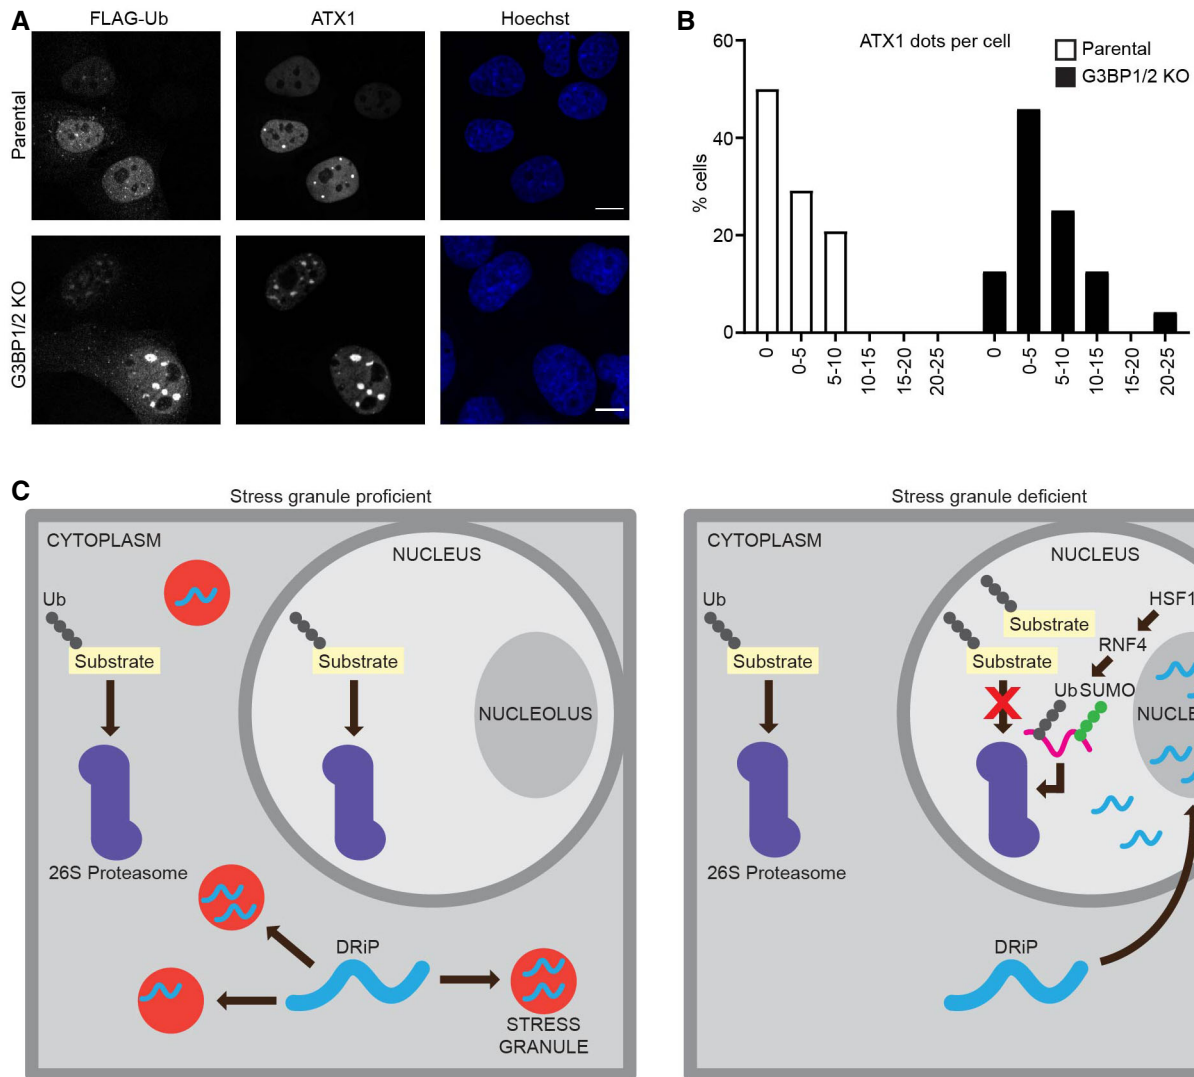 A
FLAG-Ub
ATX1
Hoechst
Parental
G3BP1/2 KO
B
ATX1 dots per cell
Parental
G3BP1/2 KO
% cells
60
40
20
0
0
0-5
5-10
10-15
15-20
20-25
0
0-5
5-10
10-15
15-20
20-25
C
Stress granule proficient
CYTOPLASM
NUCLEUS
Ub
Substrate
Substrate
NUCLEOLUS
26S Proteasome
DRiP
STRESS
GRANULE
Stress granule deficient
CYTOPLASM
NUCLEUS
Ub
HSF1
Substrate
RNF4
Substrate
Substrate
Ub SUMO
NUCLE
26S Proteasome
DRiP